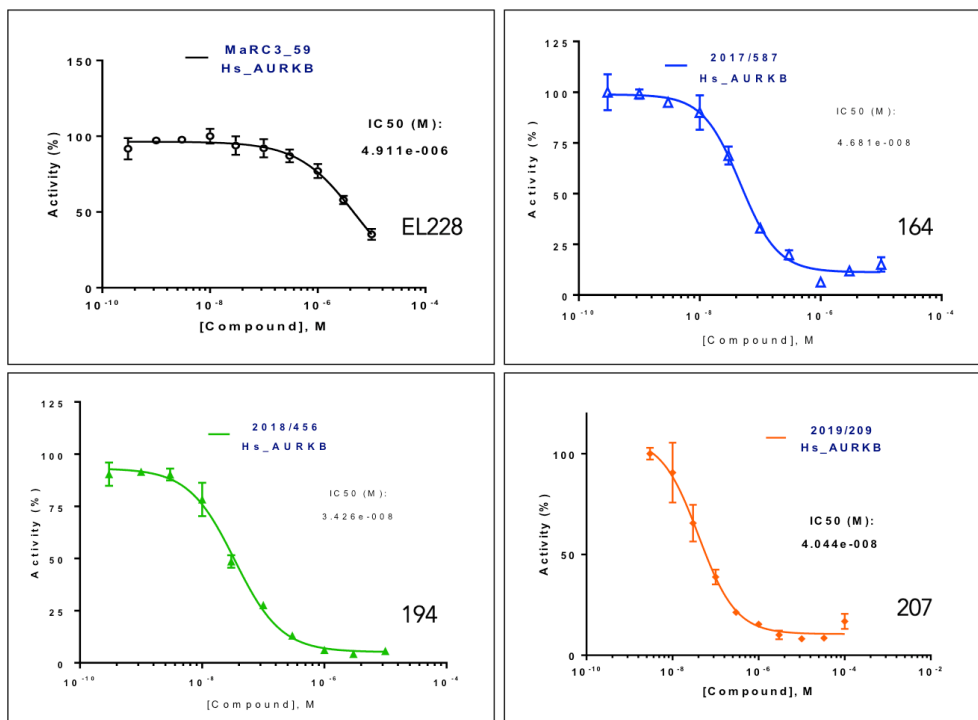 MaRC3_59
Hs_AURKB
150
100
50
0
Activity (%)
IC50 (M):
4.911e-006
EL228
10-10
10-8
10-6
10-4
[Compound], M
2017/587
Hs_AURKB
125
100
75
50
25
0
Activity (%)
IC50 (M):
4.681e-008
164
10-10
10-8
10-6
10-4
[Compound], M
2018/456
Hs_AURKB
125
100
75
50
25
0
Activity (%)
IC50 (M):
3.426e-008
194
10-10
10-8
10-6
10-4
[Compound], M
2019/209
Hs_AURKB
100
50
0
Activity (%)
IC50 (M):
4.044e-008
207
10-10
10-8
10-6
10-4
10-2
[Compound], M